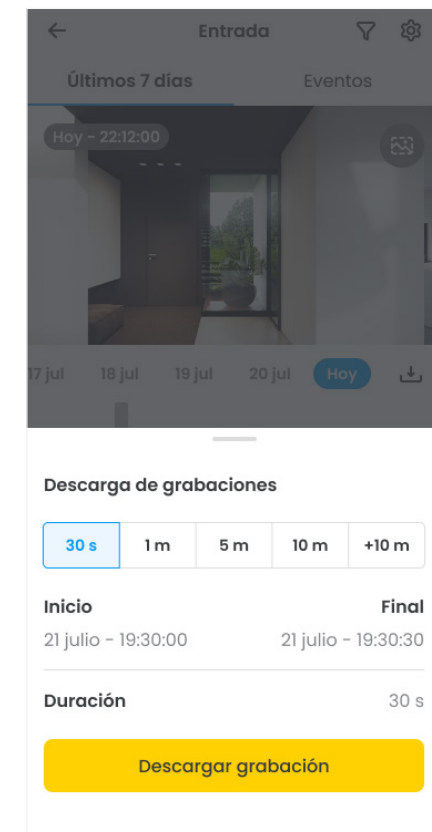 Entrada
Últimos 7 días Eventos
Hoy - 22:12:00
17 jul 18 jul 19 jul 20 jul Hoy
Descarga de grabaciones
30 s 1 m 5 m 10 m +10 m
Inicio Final
21 julio - 19:30:00 21 julio - 19:30:30
Duración 30 s
Descargar grabación